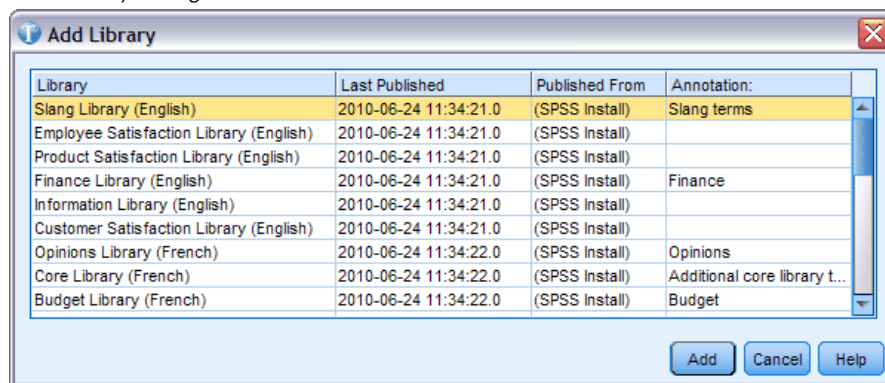 Add Library
Library Last Published Published From Annotation:
Slang Library (English) 2010-06-24 11:34:21.0 (SPSS Install) Slang terms
Employee Satisfaction Library (English) 2010-06-24 11:34:21.0 (SPSS Install)
Product Satisfaction Library (English) 2010-06-24 11:34:21.0 (SPSS Install)
Finance Library (English) 2010-06-24 11:34:21.0 (SPSS Install) Finance
Information Library (English) 2010-06-24 11:34:21.0 (SPSS Install)
Customer Satisfaction Library (English) 2010-06-24 11:34:21.0 (SPSS Install)
Opinions Library (French) 2010-06-24 11:34:22.0 (SPSS Install) Opinions
Core Library (French) 2010-06-24 11:34:22.0 (SPSS Install) Additional core library t...
Budget Library (French) 2010-06-24 11:34:22.0 (SPSS Install) Budget
Add Cancel Help